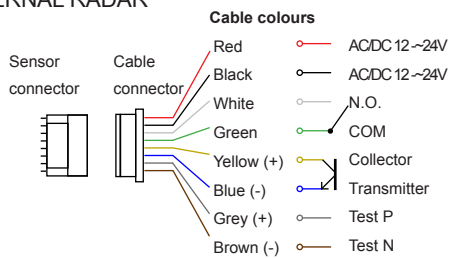 ERNAL RADAR
Cable colours
Sensor connector
Cable connector
Red AC/DC 12 -~24V
Black AC/DC 12 -~24V
White N.O.
Green COM
Yellow (+) Collector
Blue (-) Transmitter
Grey (+) Test P
Brown (-) Test N